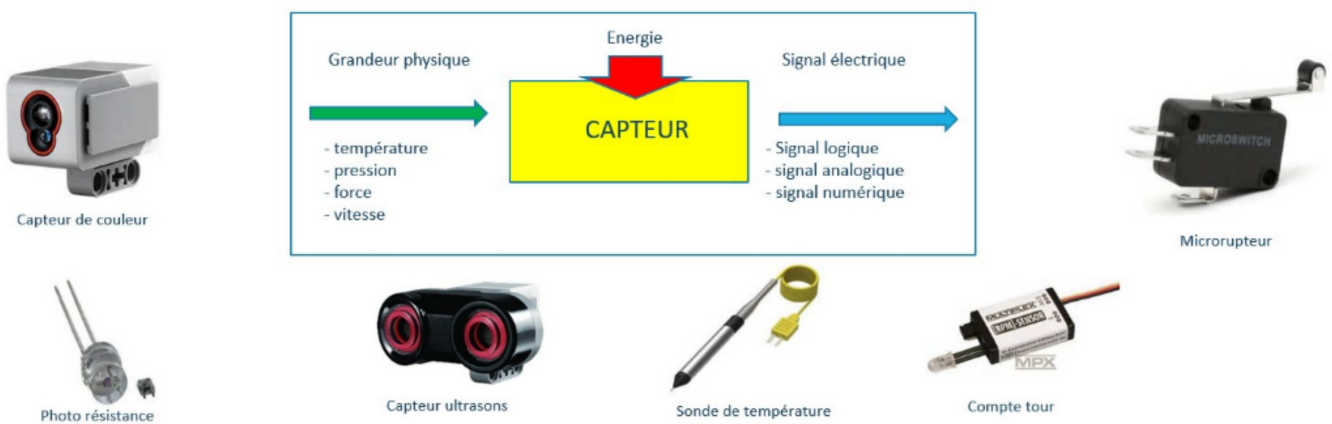 Energie
Grandeur physique
Signal électrique
CAPTEUR
- température
- pression
- force
- vitesse
- Signal logique
- signal analogique
- signal numérique
MICROSWITCH
Capteur de couleur
Microrupteur
MULTIPLEX
[RPM]-SENSOR
MPX
Photo résistance
Capteur ultrasons
Sonde de température
Compte tour